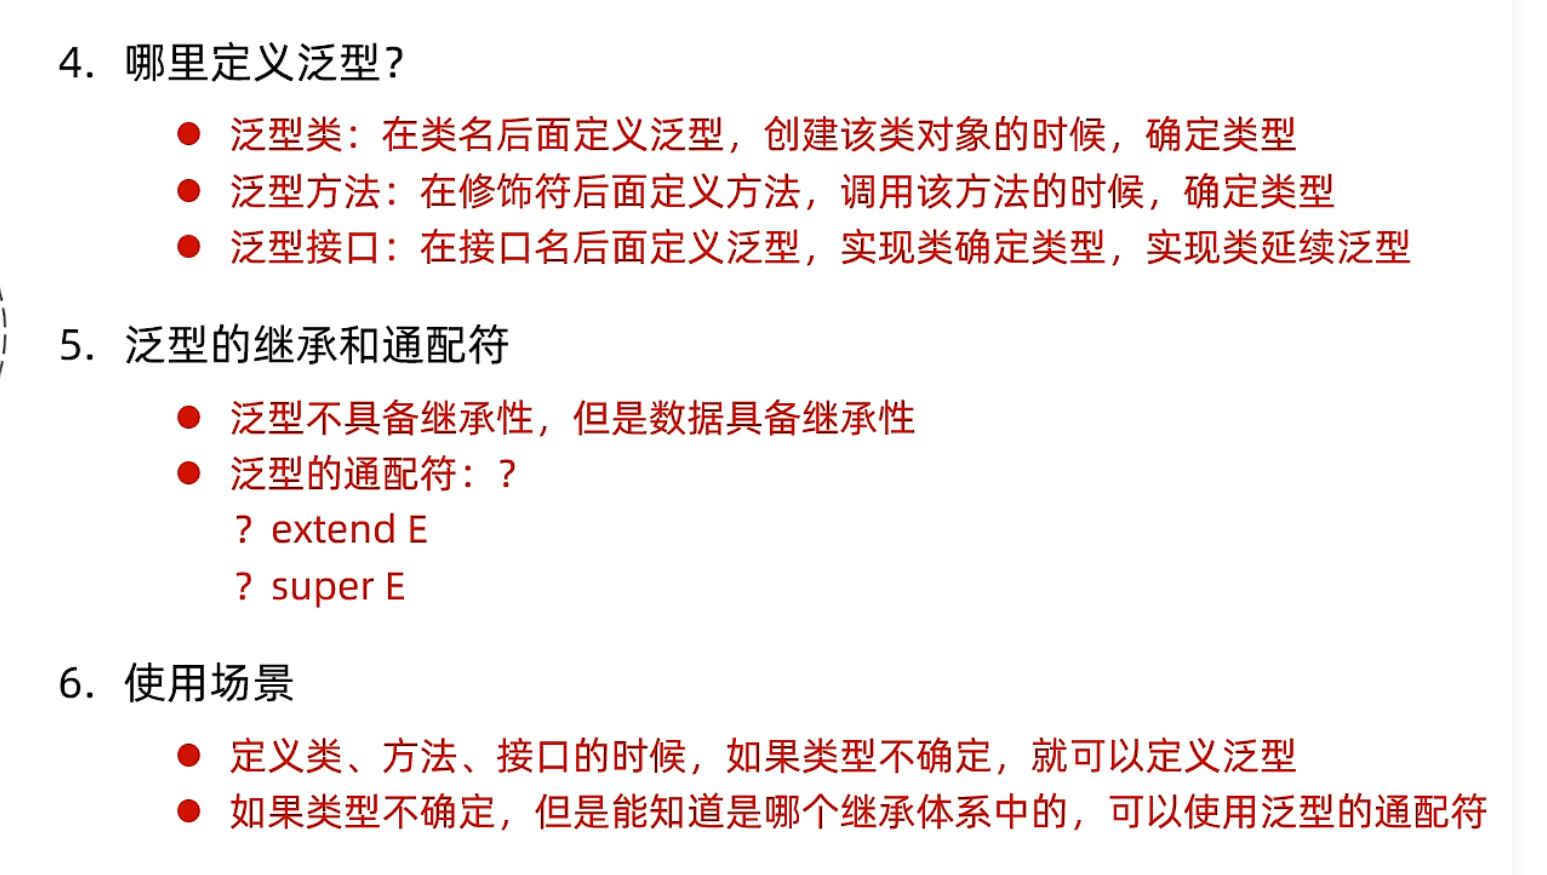 4. 哪里定义泛型？
● 泛型类：在类名后面定义泛型，创建该类对象的时候，确定类型
● 泛型方法：在修饰符后面定义方法，调用该方法的时候，确定类型
● 泛型接口：在接口名后面定义泛型，实现类确定类型，实现类延续泛型
5. 泛型的继承和通配符
● 泛型不具备继承性，但是数据具备继承性
● 泛型的通配符：？
？extend E
？super E
6. 使用场景
● 定义类、方法、接口的时候，如果类型不确定，就可以定义泛型
● 如果类型不确定，但是能知道是哪个继承体系中的，可以使用泛型的通配符